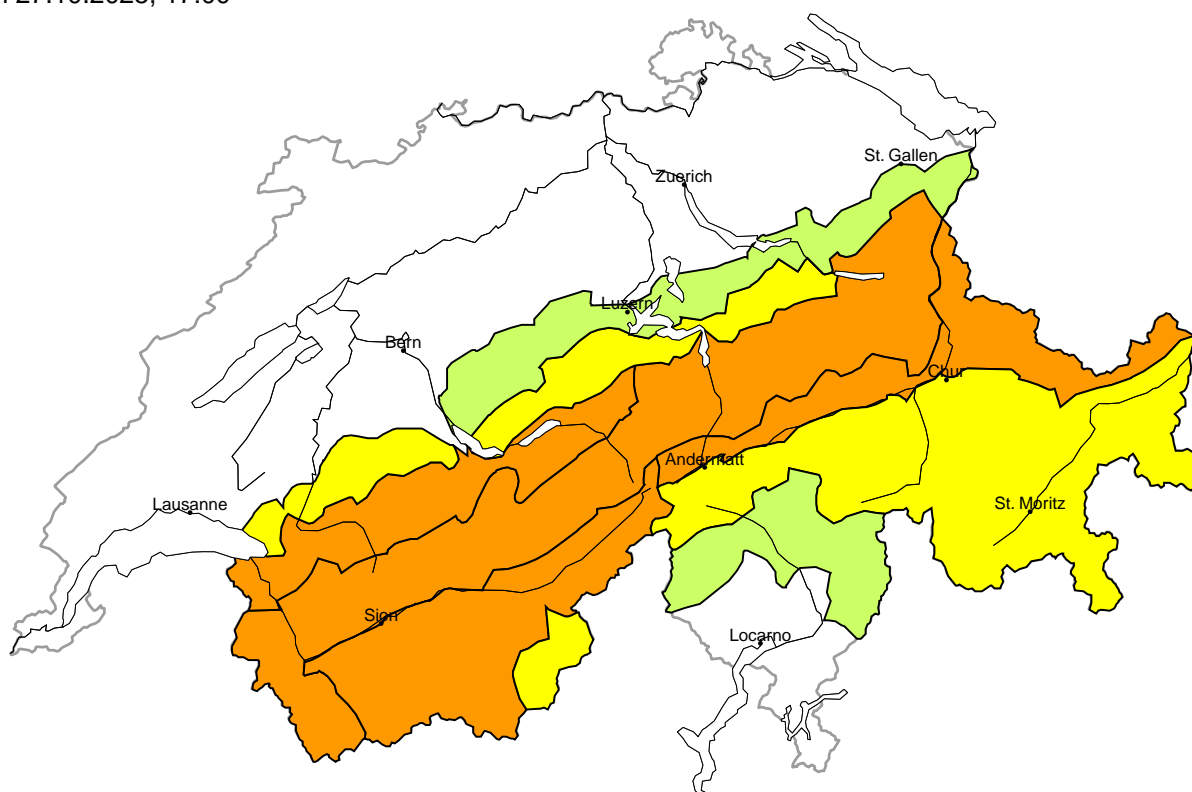 St. Gallen
Zuerich
Luzern
Bern
Chur
Andermatt
St. Moritz
Lausanne
Sion
Locarno